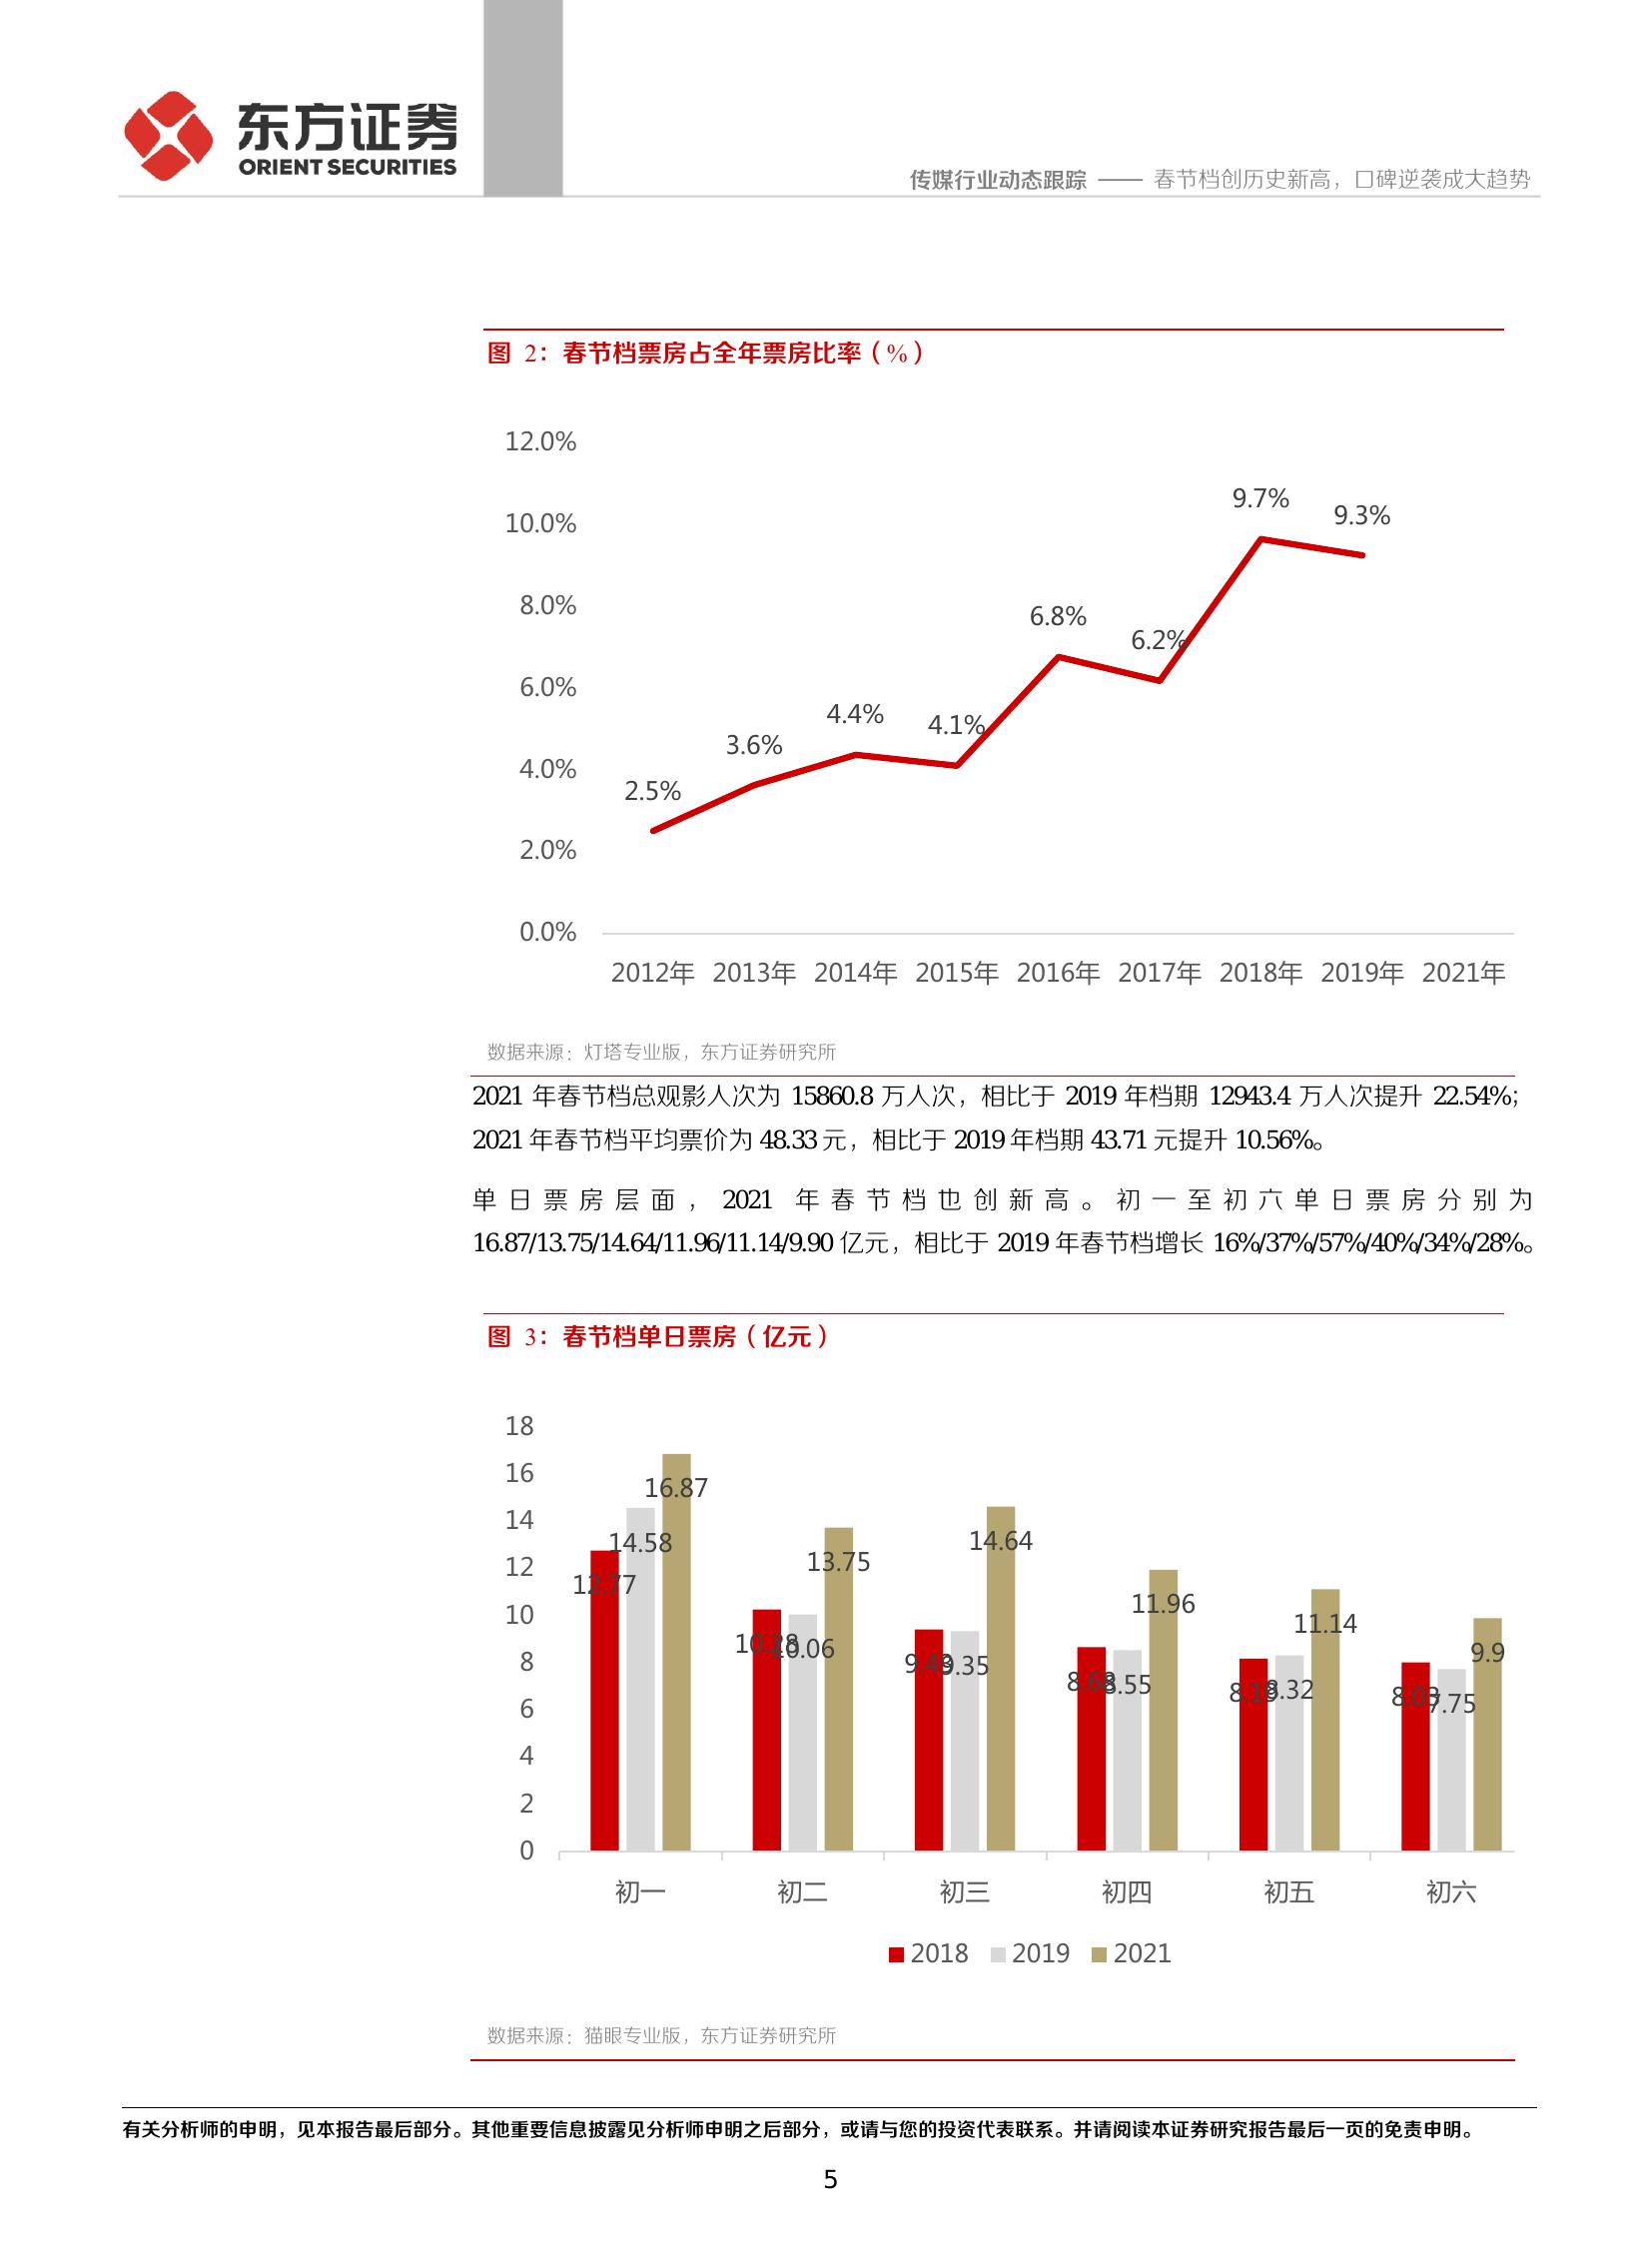 东方证券
ORIENT SECURITIES
传媒行业动态跟踪 —— 春节档创历史新高，口碑逆袭成大趋势
图 2：春节档票房占全年票房比率（%）
12.0%
10.0%
8.0%
6.0%
4.0%
2.0%
0.0%
2.5%
3.6%
4.4%
4.1%
6.8%
6.2%
9.7%
9.3%
2012年 2013年 2014年 2015年 2016年 2017年 2018年 2019年 2021年
数据来源：灯塔专业版，东方证券研究所
2021 年春节档总观影人次为 15860.8 万人次，相比于 2019 年档期 12943.4 万人次提升 22.54%；
2021 年春节档平均票价为 48.33 元，相比于 2019 年档期 43.71 元提升 10.56%。
单日票房层面，2021 年春节档也创新高。初一至初六单日票房分别为
16.87/13.75/14.64/11.96/11.14/9.90 亿元，相比于 2019 年春节档增长 16%/37%/57%/40%/34%/28%。
图 3：春节档单日票房（亿元）
18
16
14
12
10
8
6
4
2
0
12.77
14.58
16.87
10.28
10.06
13.75
9.43
9.35
14.64
8.68
8.55
11.96
8.32
11.14
8.03
7.75
9.9
初一 初二 初三 初四 初五 初六
2018 2019 2021
数据来源：猫眼专业版，东方证券研究所
有关分析师的申明，见本报告最后部分。其他重要信息披露见分析师申明之后部分，或请与您的投资代表联系。并请阅读本证券研究报告最后一页的免责申明。
5